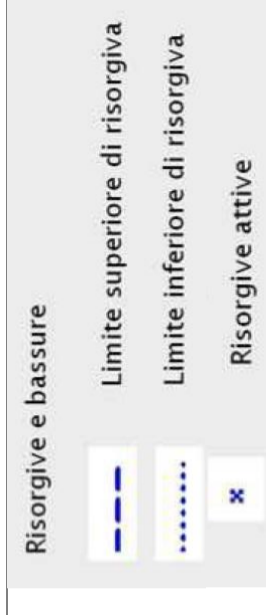 Risorgive e bassure
Limite superiore di risorgiva
Limite inferiore di risorgiva
Risorgive attive